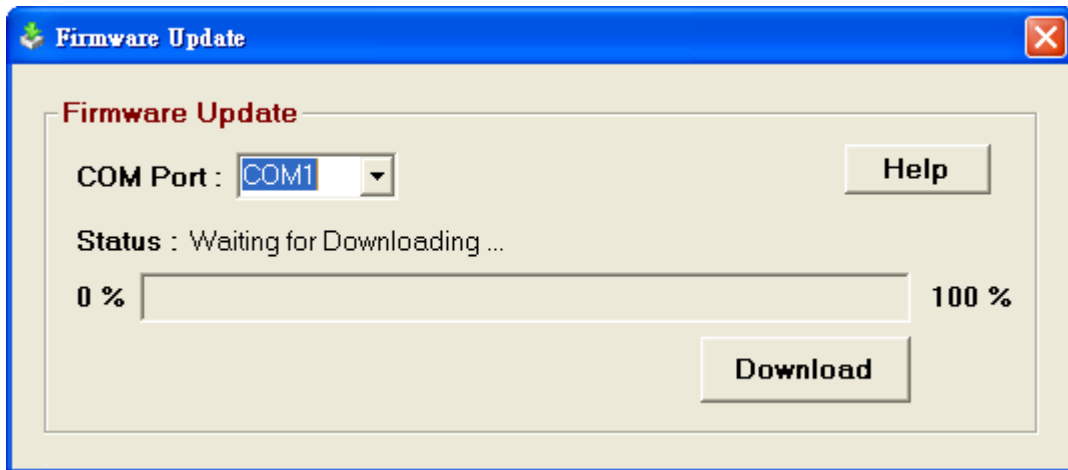 Firmware Update
Firmware Update
COM Port : COM1
Help
Status : Waiting for Downloading ...
0 %
100 %
Download